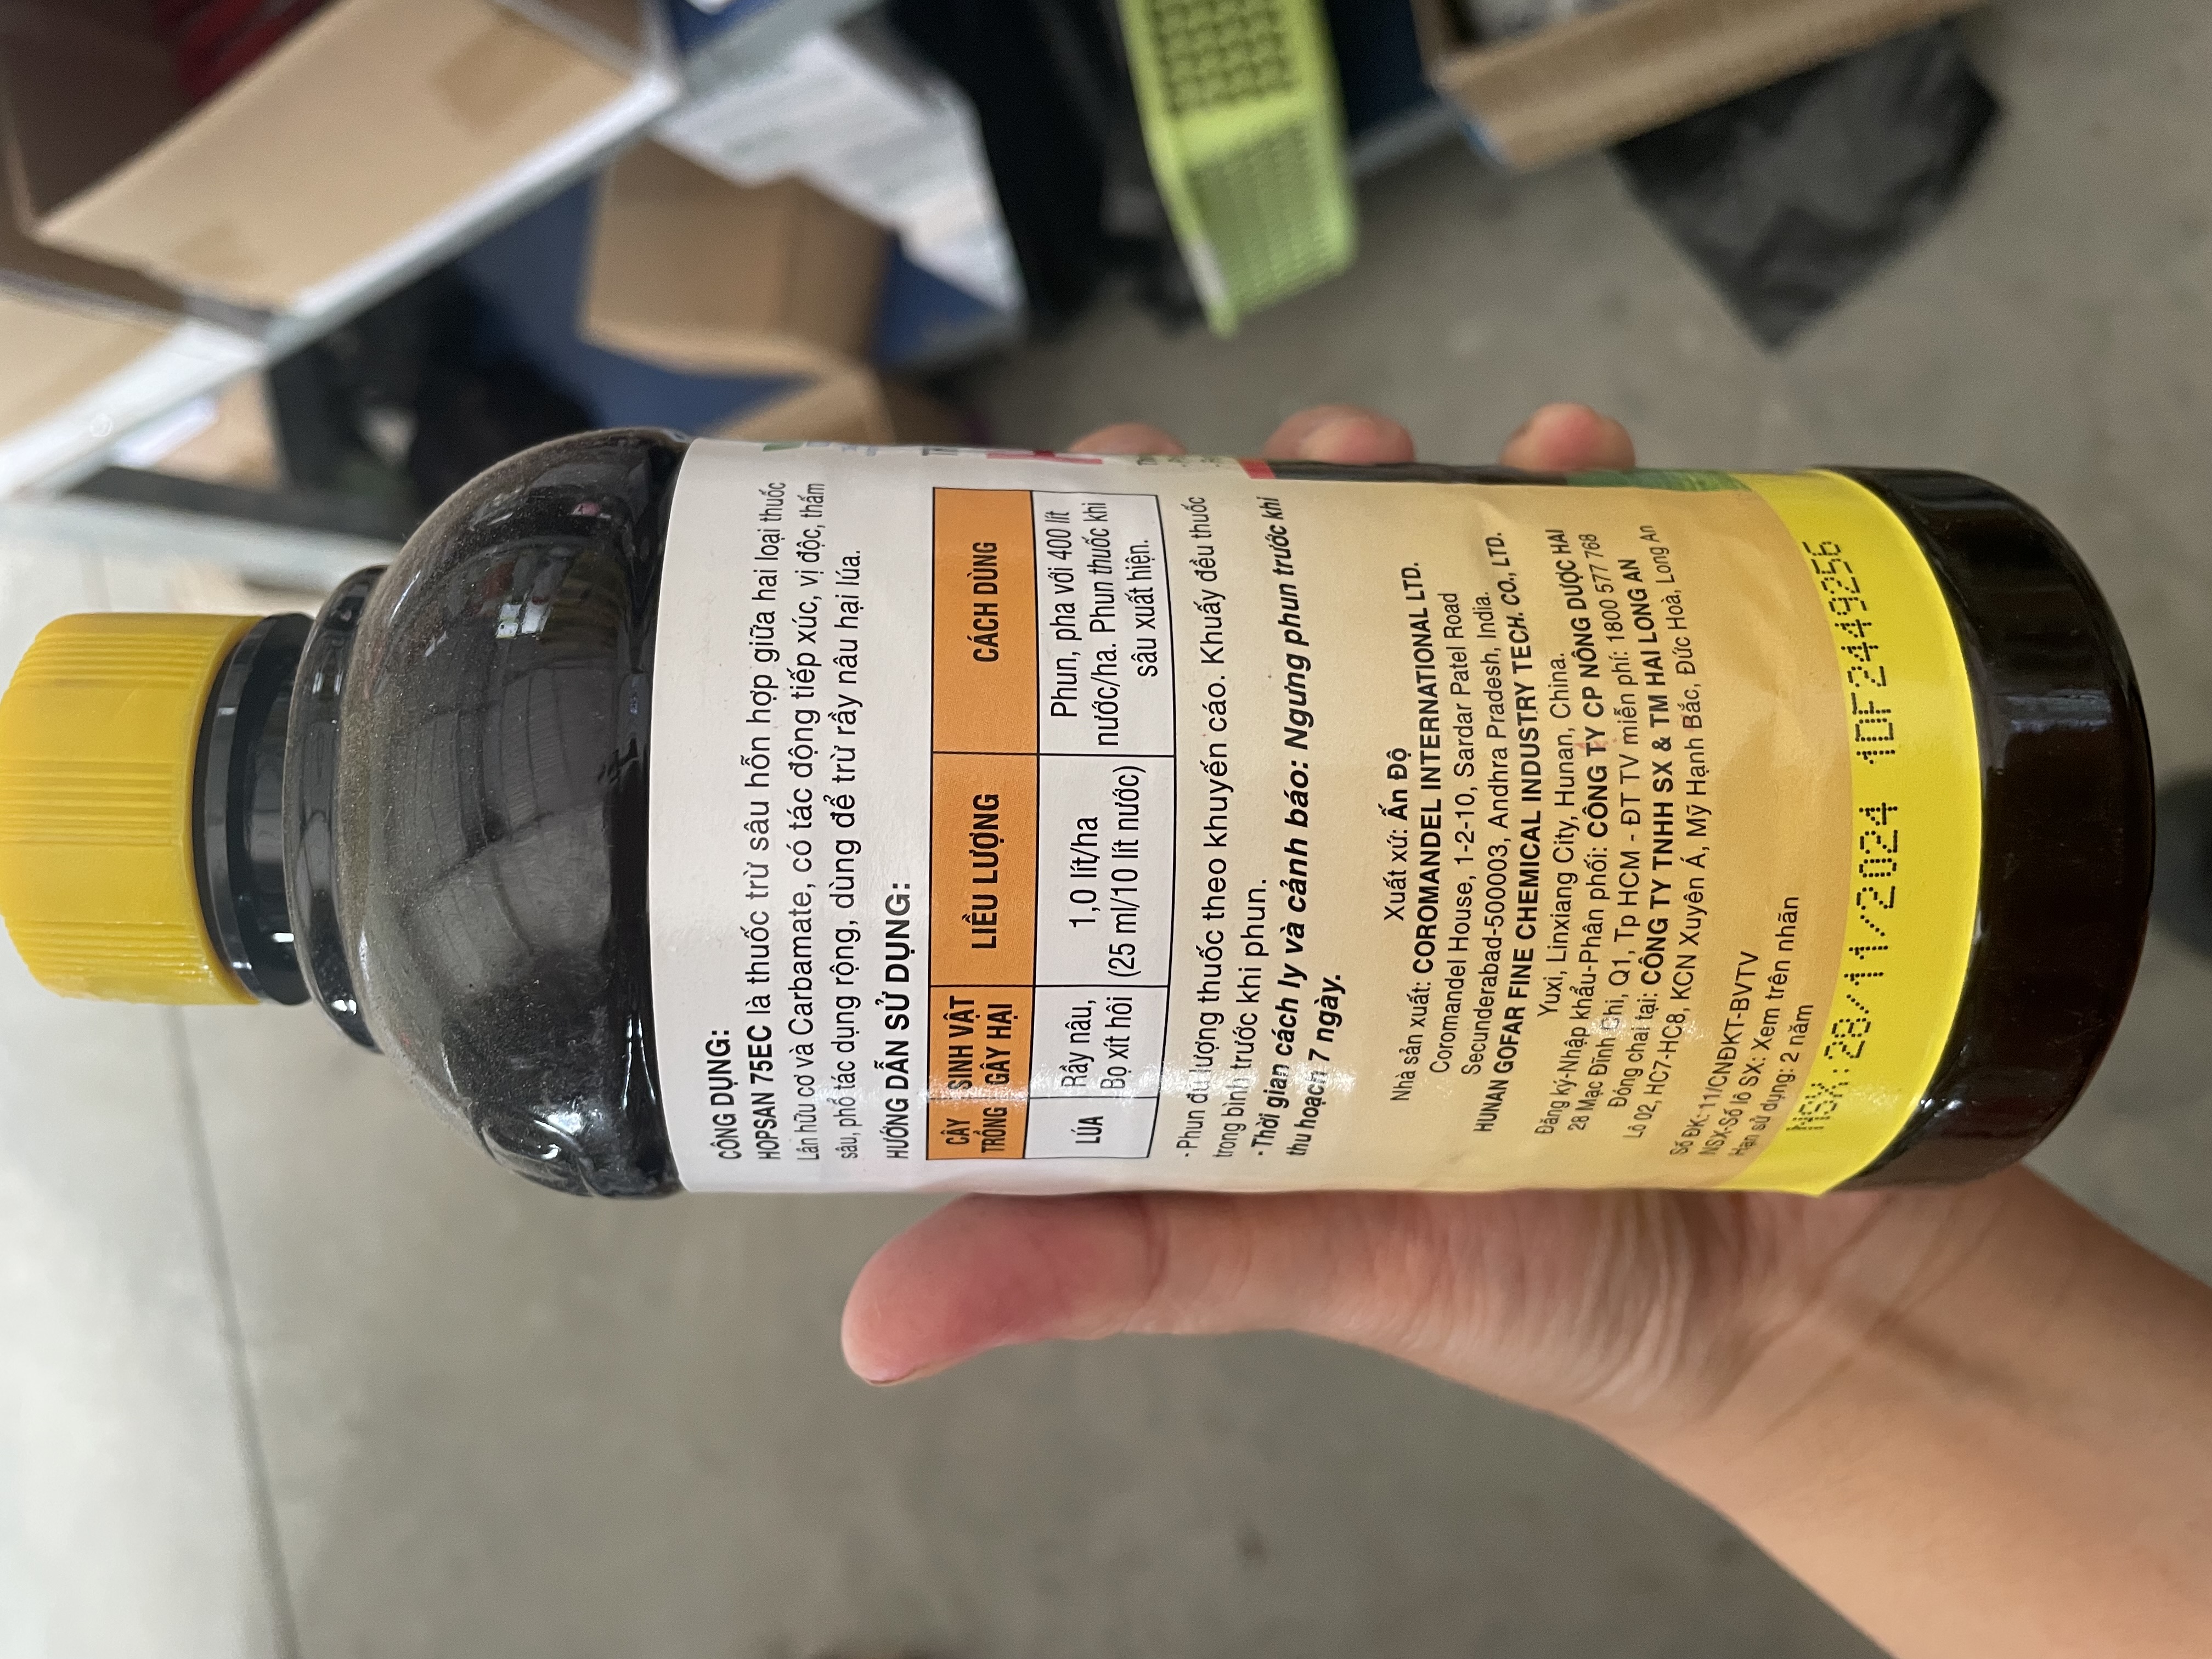 CÔNG DỤNG:
HOPSAN 75EC là thuốc trừ sâu hỗn hợp giữa hai loại thuốc
Lân hữu cơ và Carbamate, có tác động tiếp xúc, vị độc, thấm
sâu, phổ tác dụng rộng, dùng để trừ rầy nâu hại lúa.
HƯỚNG DẪN SỬ DỤNG:
CÂY TRỒNG
SINH VẬT GÂY HẠI
LIỀU LƯỢNG
CÁCH DÙNG
LÚA
Rầy nâu,
Bọ xít hôi
1,0 lít/ha
(25 ml/10 lít nước)
Phun, pha với 400 lít
nước/ha. Phun thuốc khi
sâu xuất hiện.
- Phun đủ lượng thuốc theo khuyến cáo. Khuấy đều thuốc
trong bình trước khi phun.
- Thời gian cách ly và cảnh báo: Ngưng phun trước khi
thu hoạch 7 ngày.
Xuất xứ: Ấn Độ
Nhà sản xuất: COROMANDEL INTERNATIONAL LTD.
Coromandel House, 1-2-10, Sardar Patel Road
Secunderabad-500003, Andhra Pradesh, India.
HUNAN GOFAR FINE CHEMICAL INDUSTRY TECH. CO., LTD.
Yuxi, Linxiang City, Hunan, China.
Đăng ký-Nhập khẩu-Phân phối: CÔNG TY CP NÔNG DƯỢC HAI
28 Mạc Đĩnh Chi, Q1, Tp HCM - ĐT TV miễn phí: 1800 577 768
Đóng chai tại: CÔNG TY TNHH SX & TM HAI LONG AN
Lô 02, HC7-HC8, KCN Xuyên Á, Mỹ Hạnh Bắc, Đức Hoà, Long An
Số ĐK: 11/CNĐKT-BVTV
NSX-Số lô SX: Xem trên nhãn
Hạn sử dụng: 2 năm
NSX:28/11/2024 1DF2449256